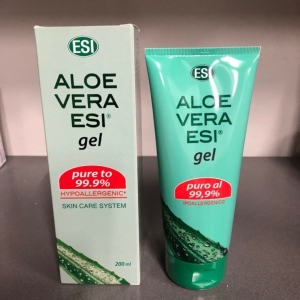 ESI
ALOE
VERA
ESI®
gel
pure to
99,9%
HYPOALLERGENIC*
SKIN CARE SYSTEM
200 ml
ESI
ALOE
VERA
ESI®
gel
puro al
99,9%
IPOALLERGENICO